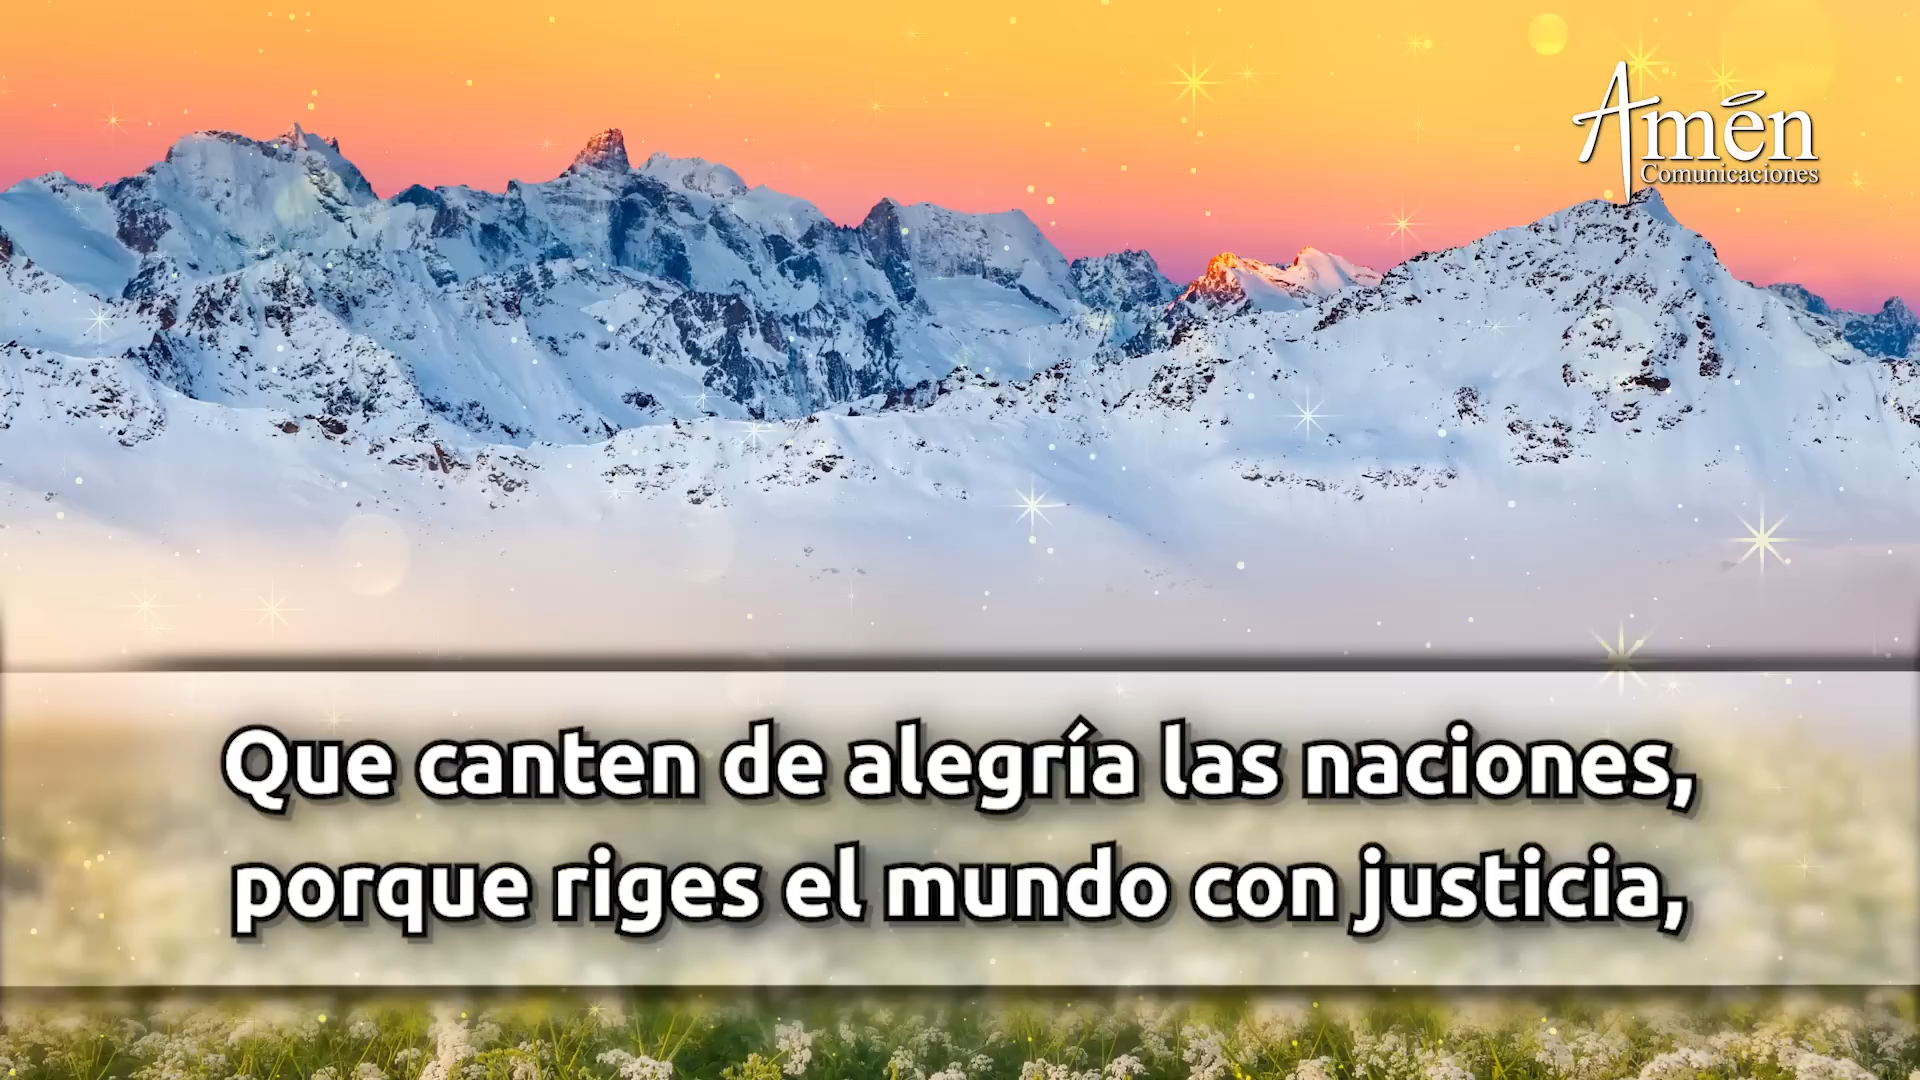 Amén
Comunicaciones
Que canten de alegría las naciones,
porque riges el mundo con justicia,